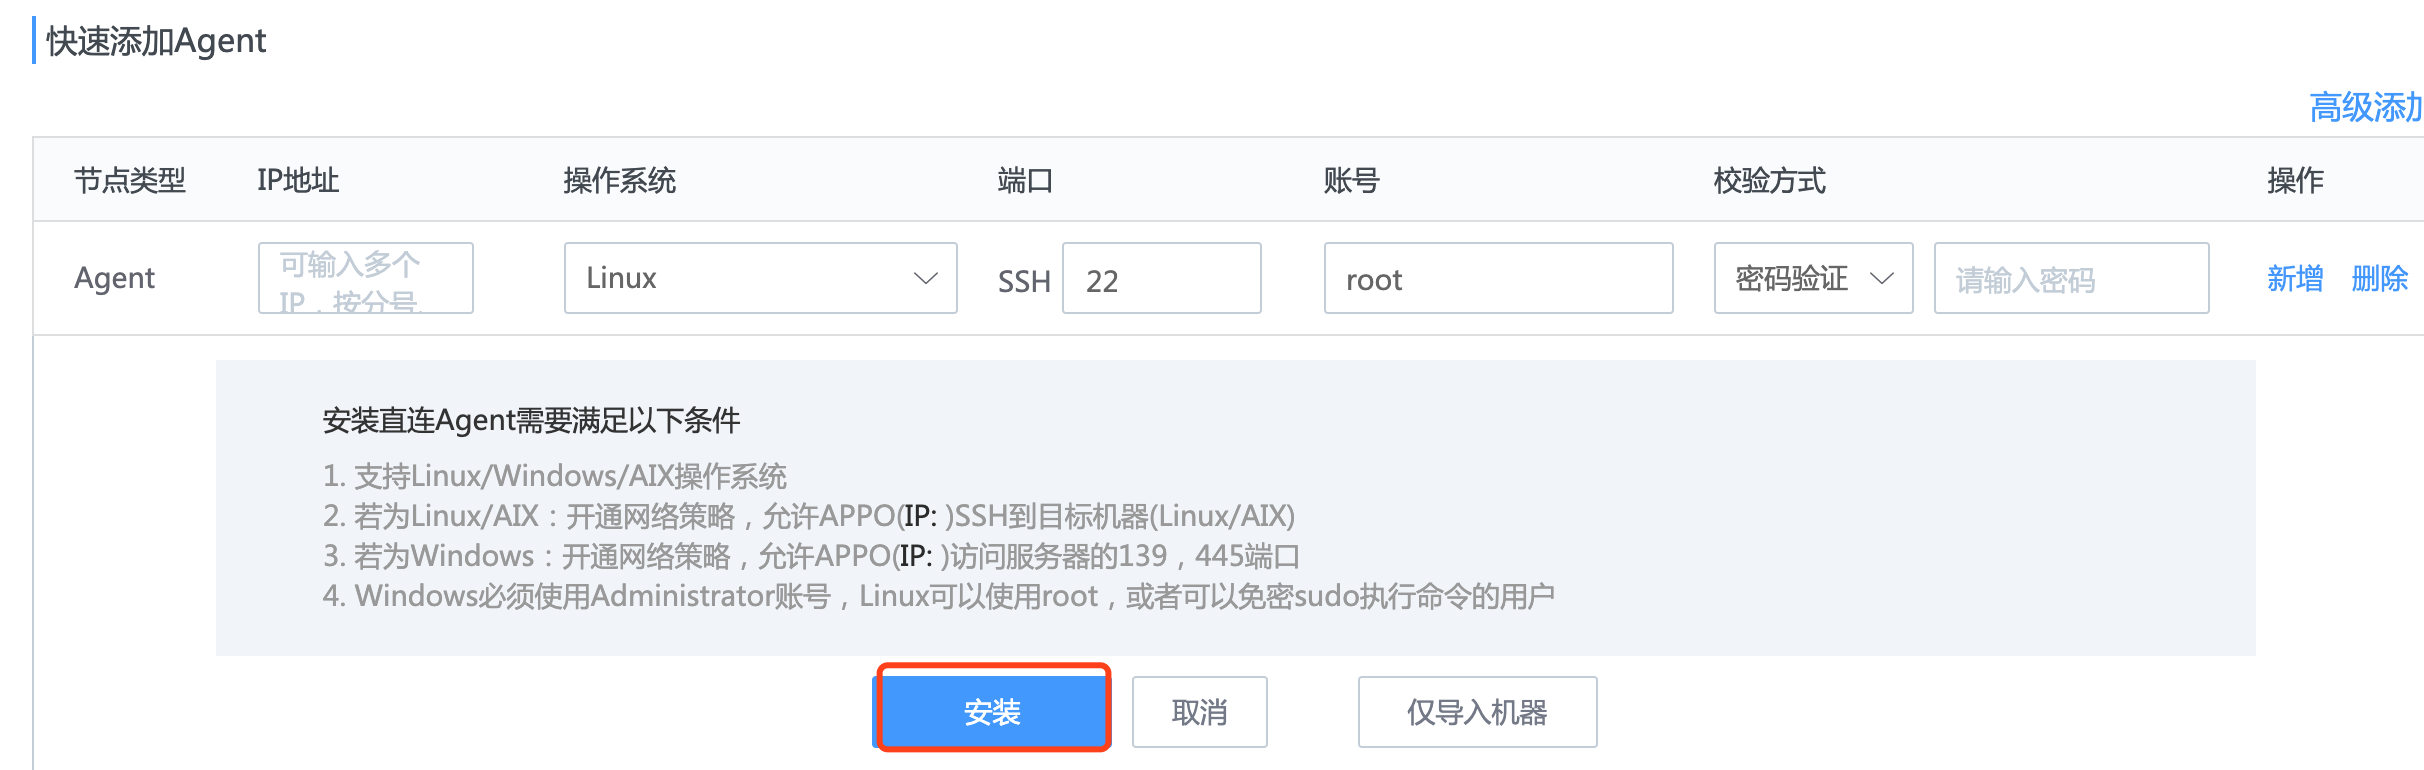 快速添加Agent
高级添加
节点类型 IP地址 操作系统 端口 账号 校验方式 操作
Agent 可输入多个 Linux SSH 22 root 密码验证 请输入密码 新增 删除
IP，按分号
安装直连Agent需要满足以下条件
1. 支持Linux/Windows/AIX操作系统
2. 若为Linux/AIX：开通网络策略，允许APPO(IP: )SSH到目标机器(Linux/AIX)
3. 若为Windows：开通网络策略，允许APPO(IP: )访问服务器的139，445端口
4. Windows必须使用Administrator账号，Linux可以使用root，或者可以免密sudo执行命令的用户
安装 取消 仅导入机器